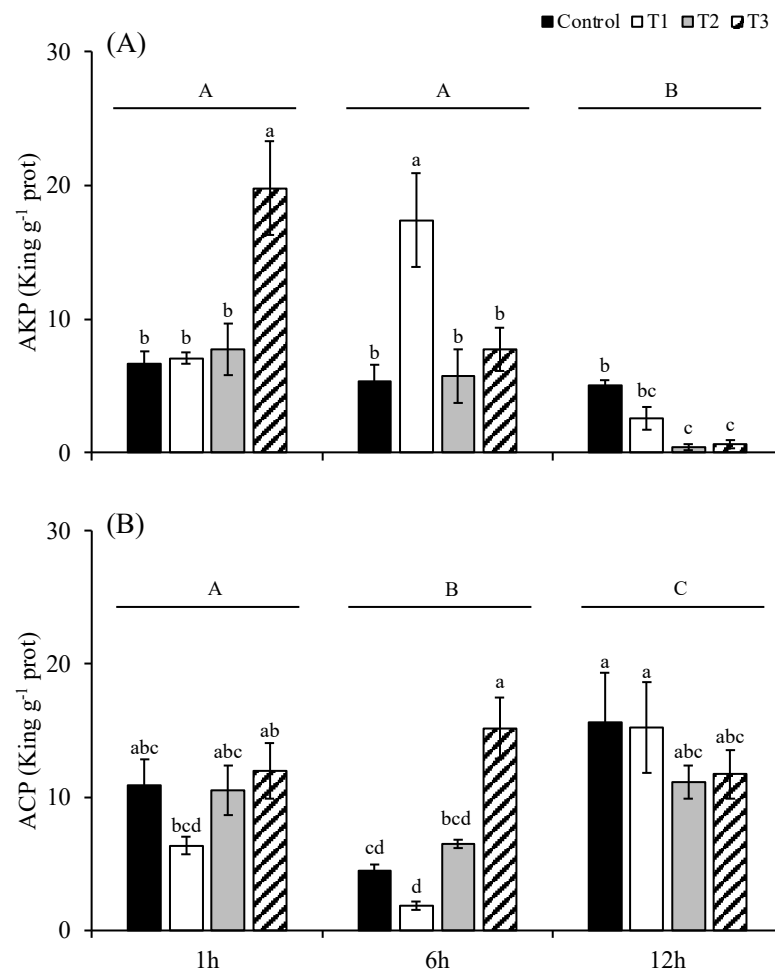 Control T1 T2 T3
(A)
30
20
10
0
AKP (King g⁻¹ prot)
A A B
a
b b b
a
b b b
b bc c c
(B)
30
20
10
0
ACP (King g⁻¹ prot)
A B C
abc bcd abc ab
cd d bcd a
a a abc abc
1h 6h 12h